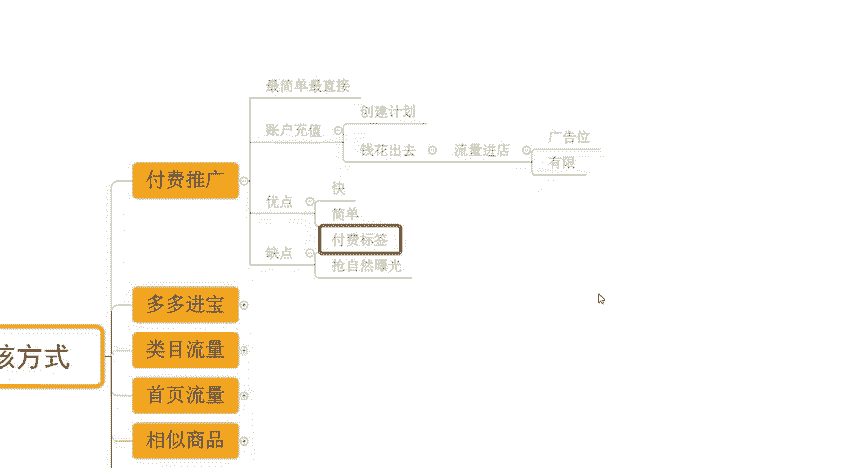 最简单最直接
创建计划
账户充值
钱花出去
流量进店
广告位
有限
付费推广
优点
快
简单
缺点
付费标签
抢自然曝光
多多进宝
类目流量
方式
首页流量
相似商品